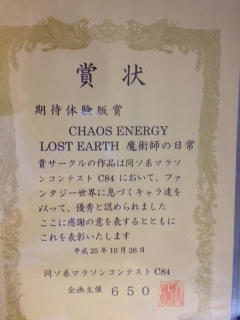 賞状
期待体験版賞
CHAOS ENERGY
LOST EARTH 魔術師の日常
貴サークルの作品は同ソ系マラソ
ンコンテスト C84 において、ファ
ンタジー世界に息づくキャラ達を
以って、優秀と認められました
ここに感謝の意を表するとともに
これを表彰いたします
平成 25 年 10 月 26 日
同ソ系マラソンコンテスト C84
企画主催 650
650